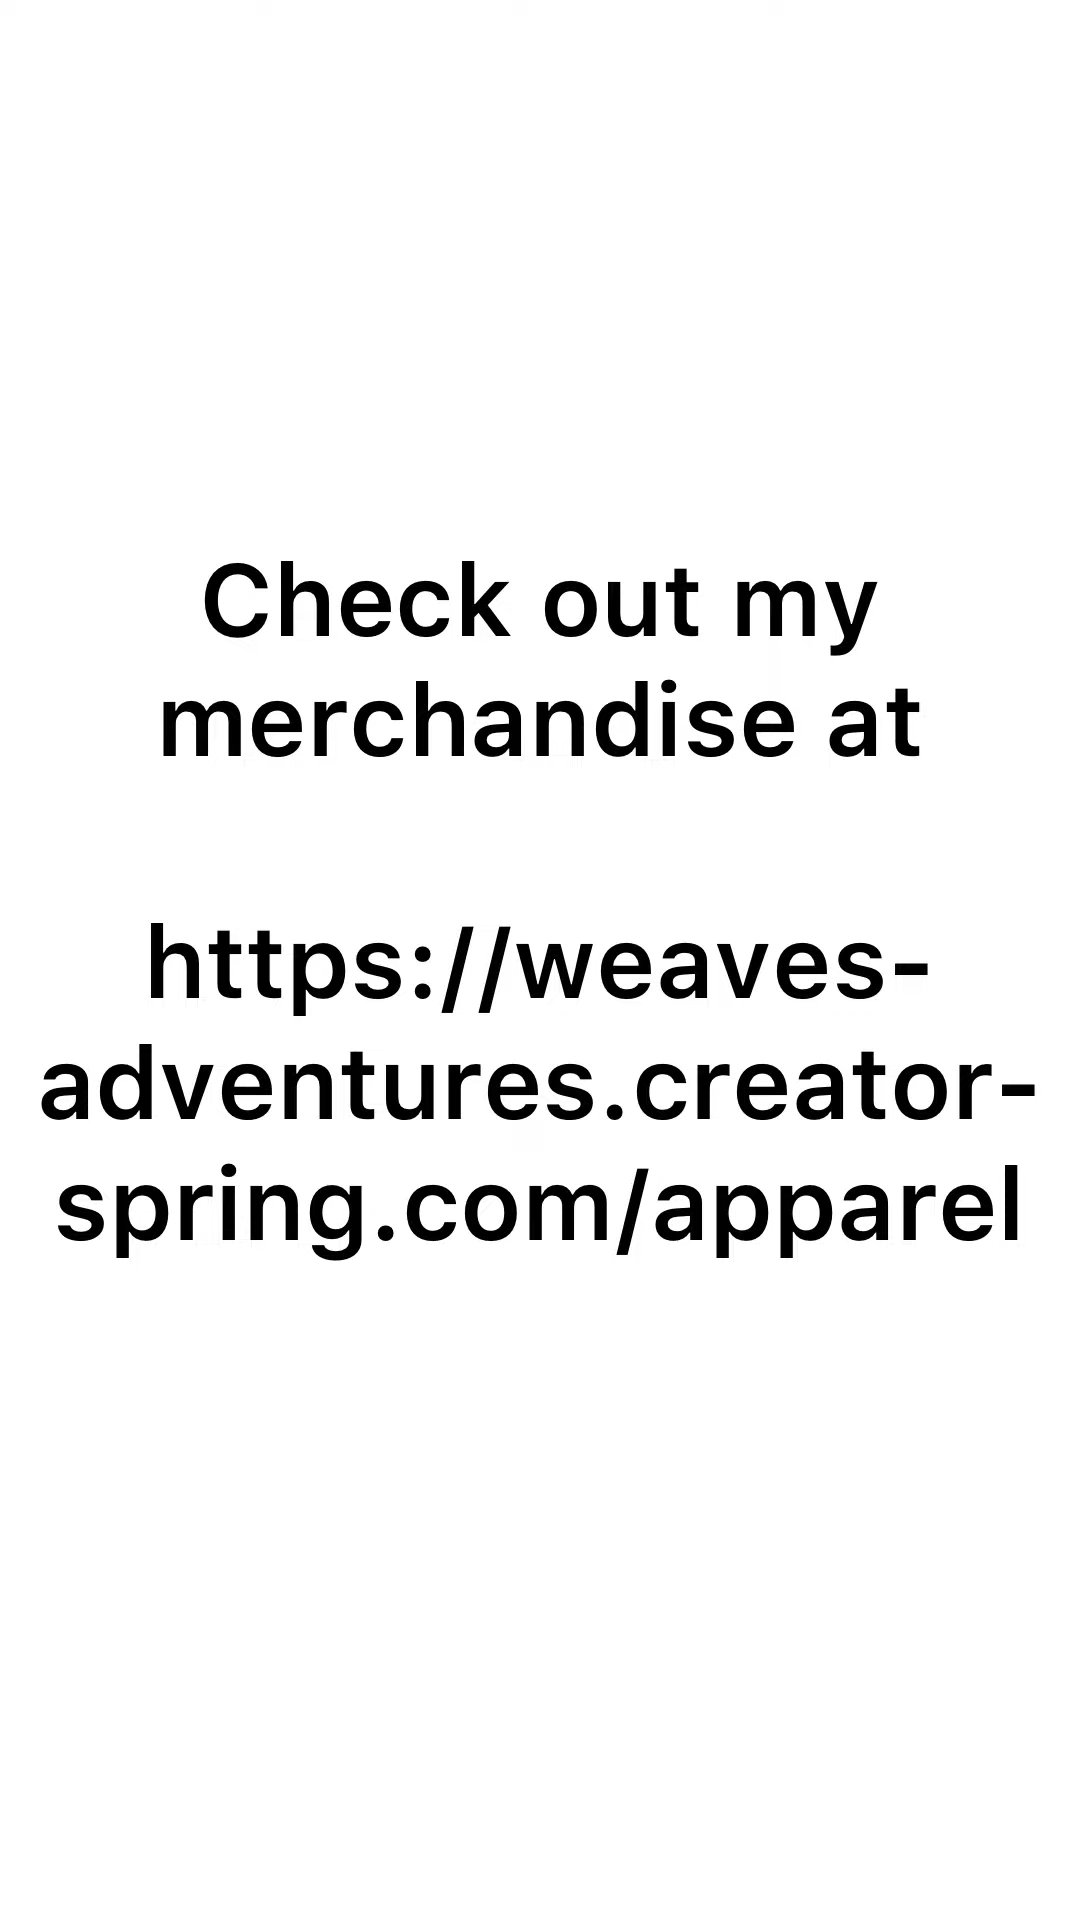 Check out my
merchandise at
https://weaves-
adventures.creator-
spring.com/apparel